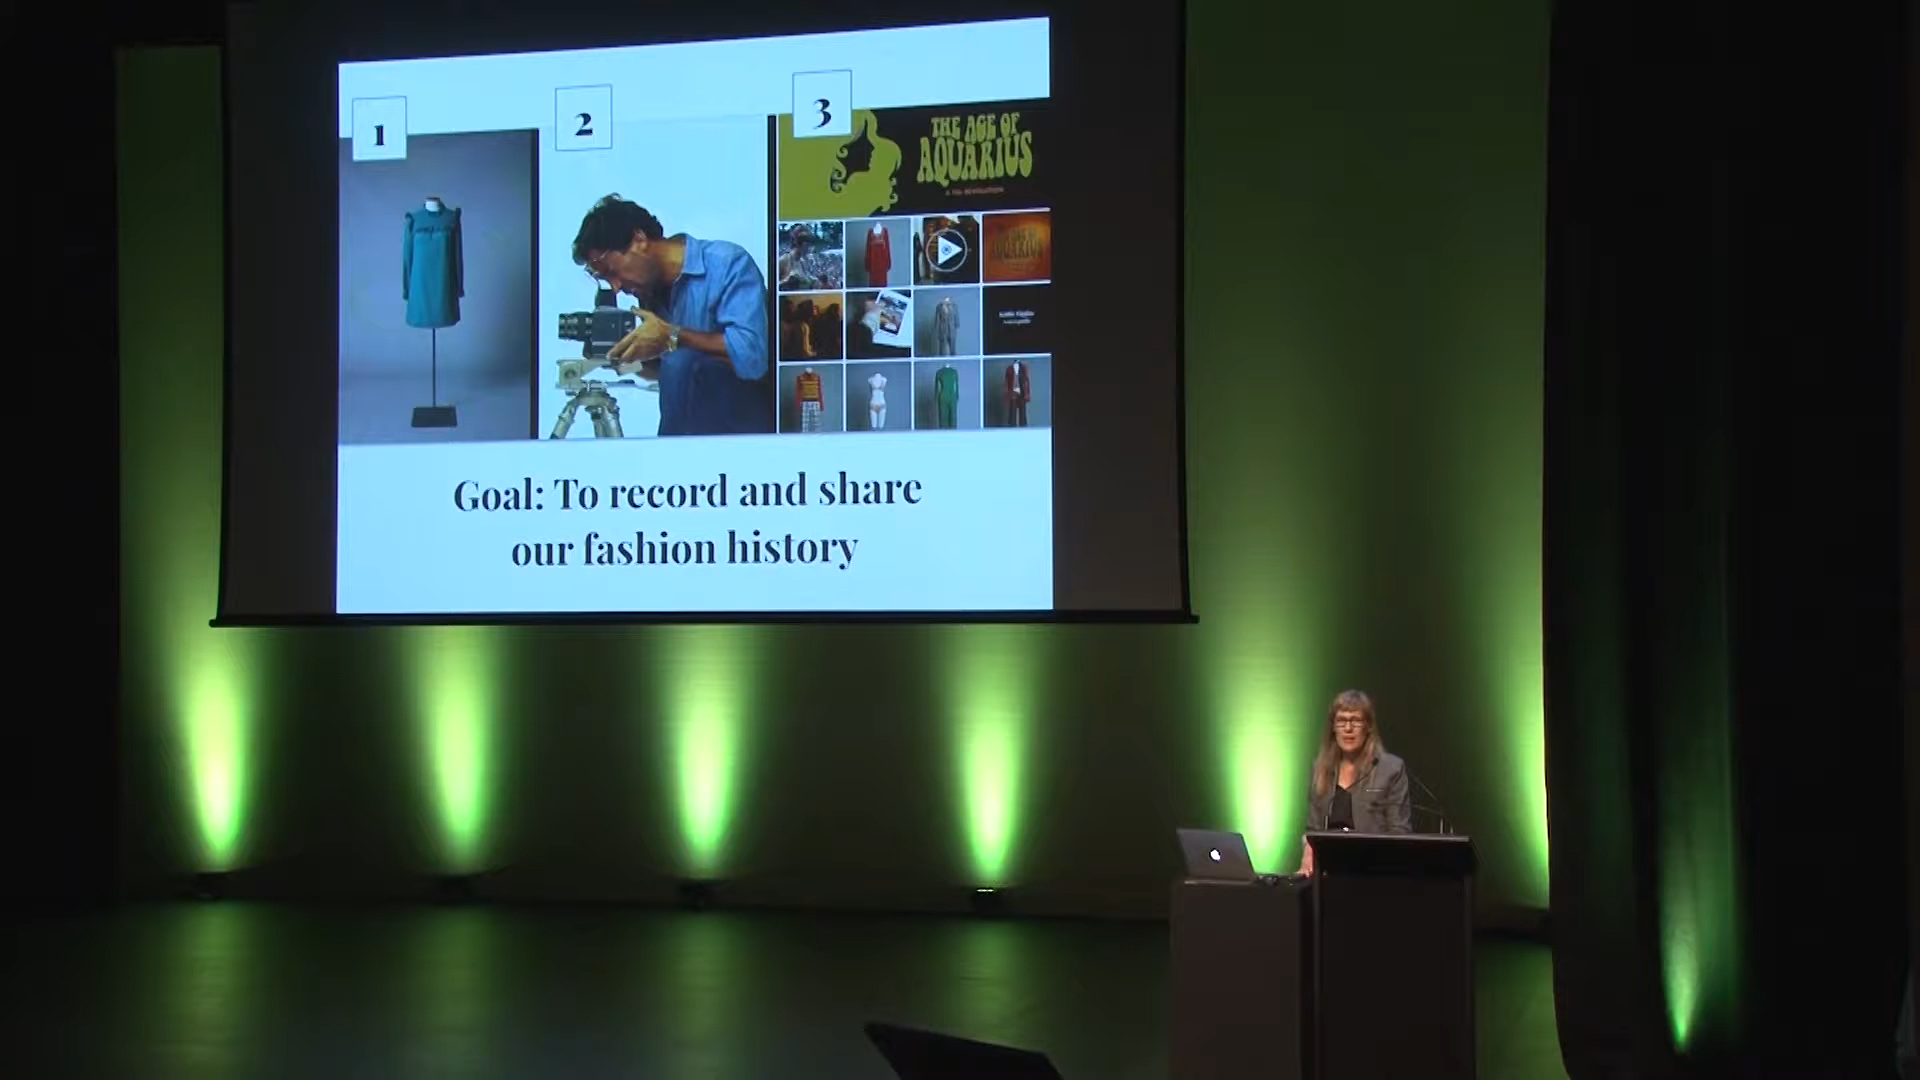 1
2
3
THE AGE OF
AQUARIUS
Goal: To record and share
our fashion history